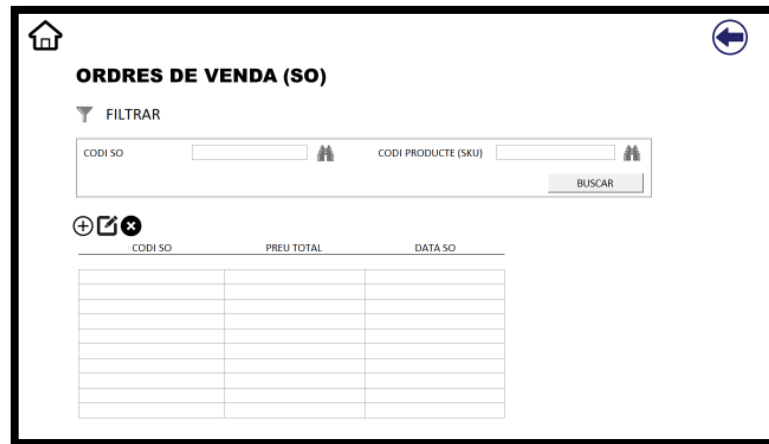 ORDRES DE VENDA (SO)
FILTRAR
CODI SO CODI PRODUCTE (SKU)
BUSCAR
CODI SO PREU TOTAL DATA SO